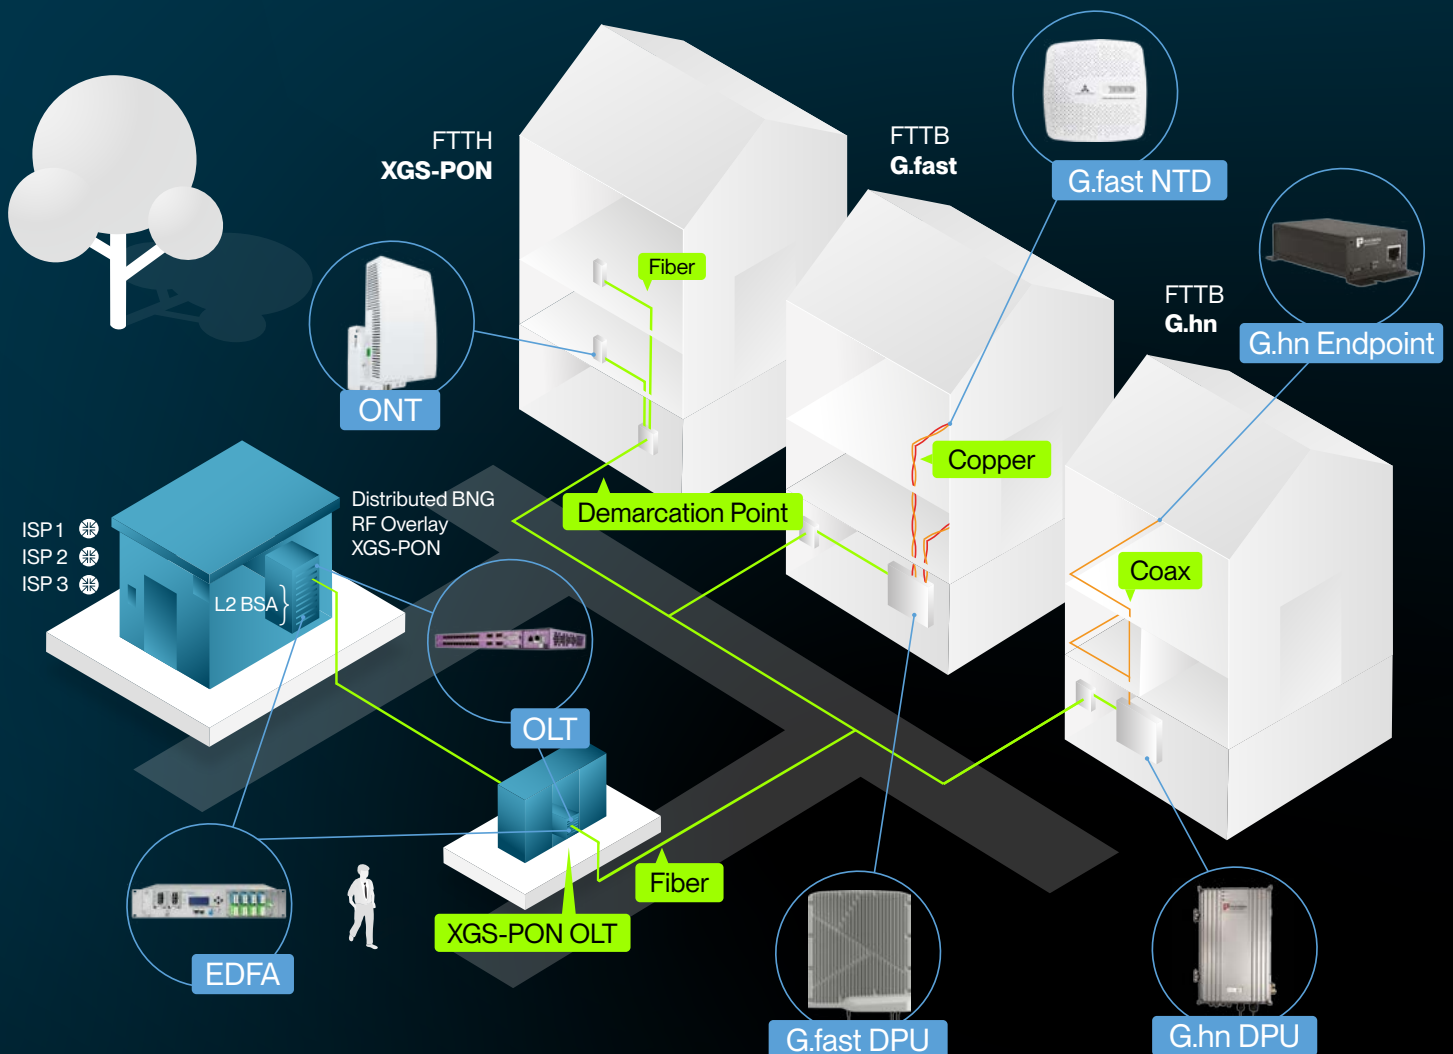 FTTH
XGS-PON
FTTB
G.fast
G.fast NTD
FTTB
G.hn
G.hn Endpoint
Fiber
ONT
Copper
Demarcation Point
Coax
ISP 1
ISP 2
ISP 3
Distributed BNG
RF Overlay
XGS-PON
L2 BSA
OLT
Fiber
XGS-PON OLT
EDFA
G.fast DPU
G.hn DPU